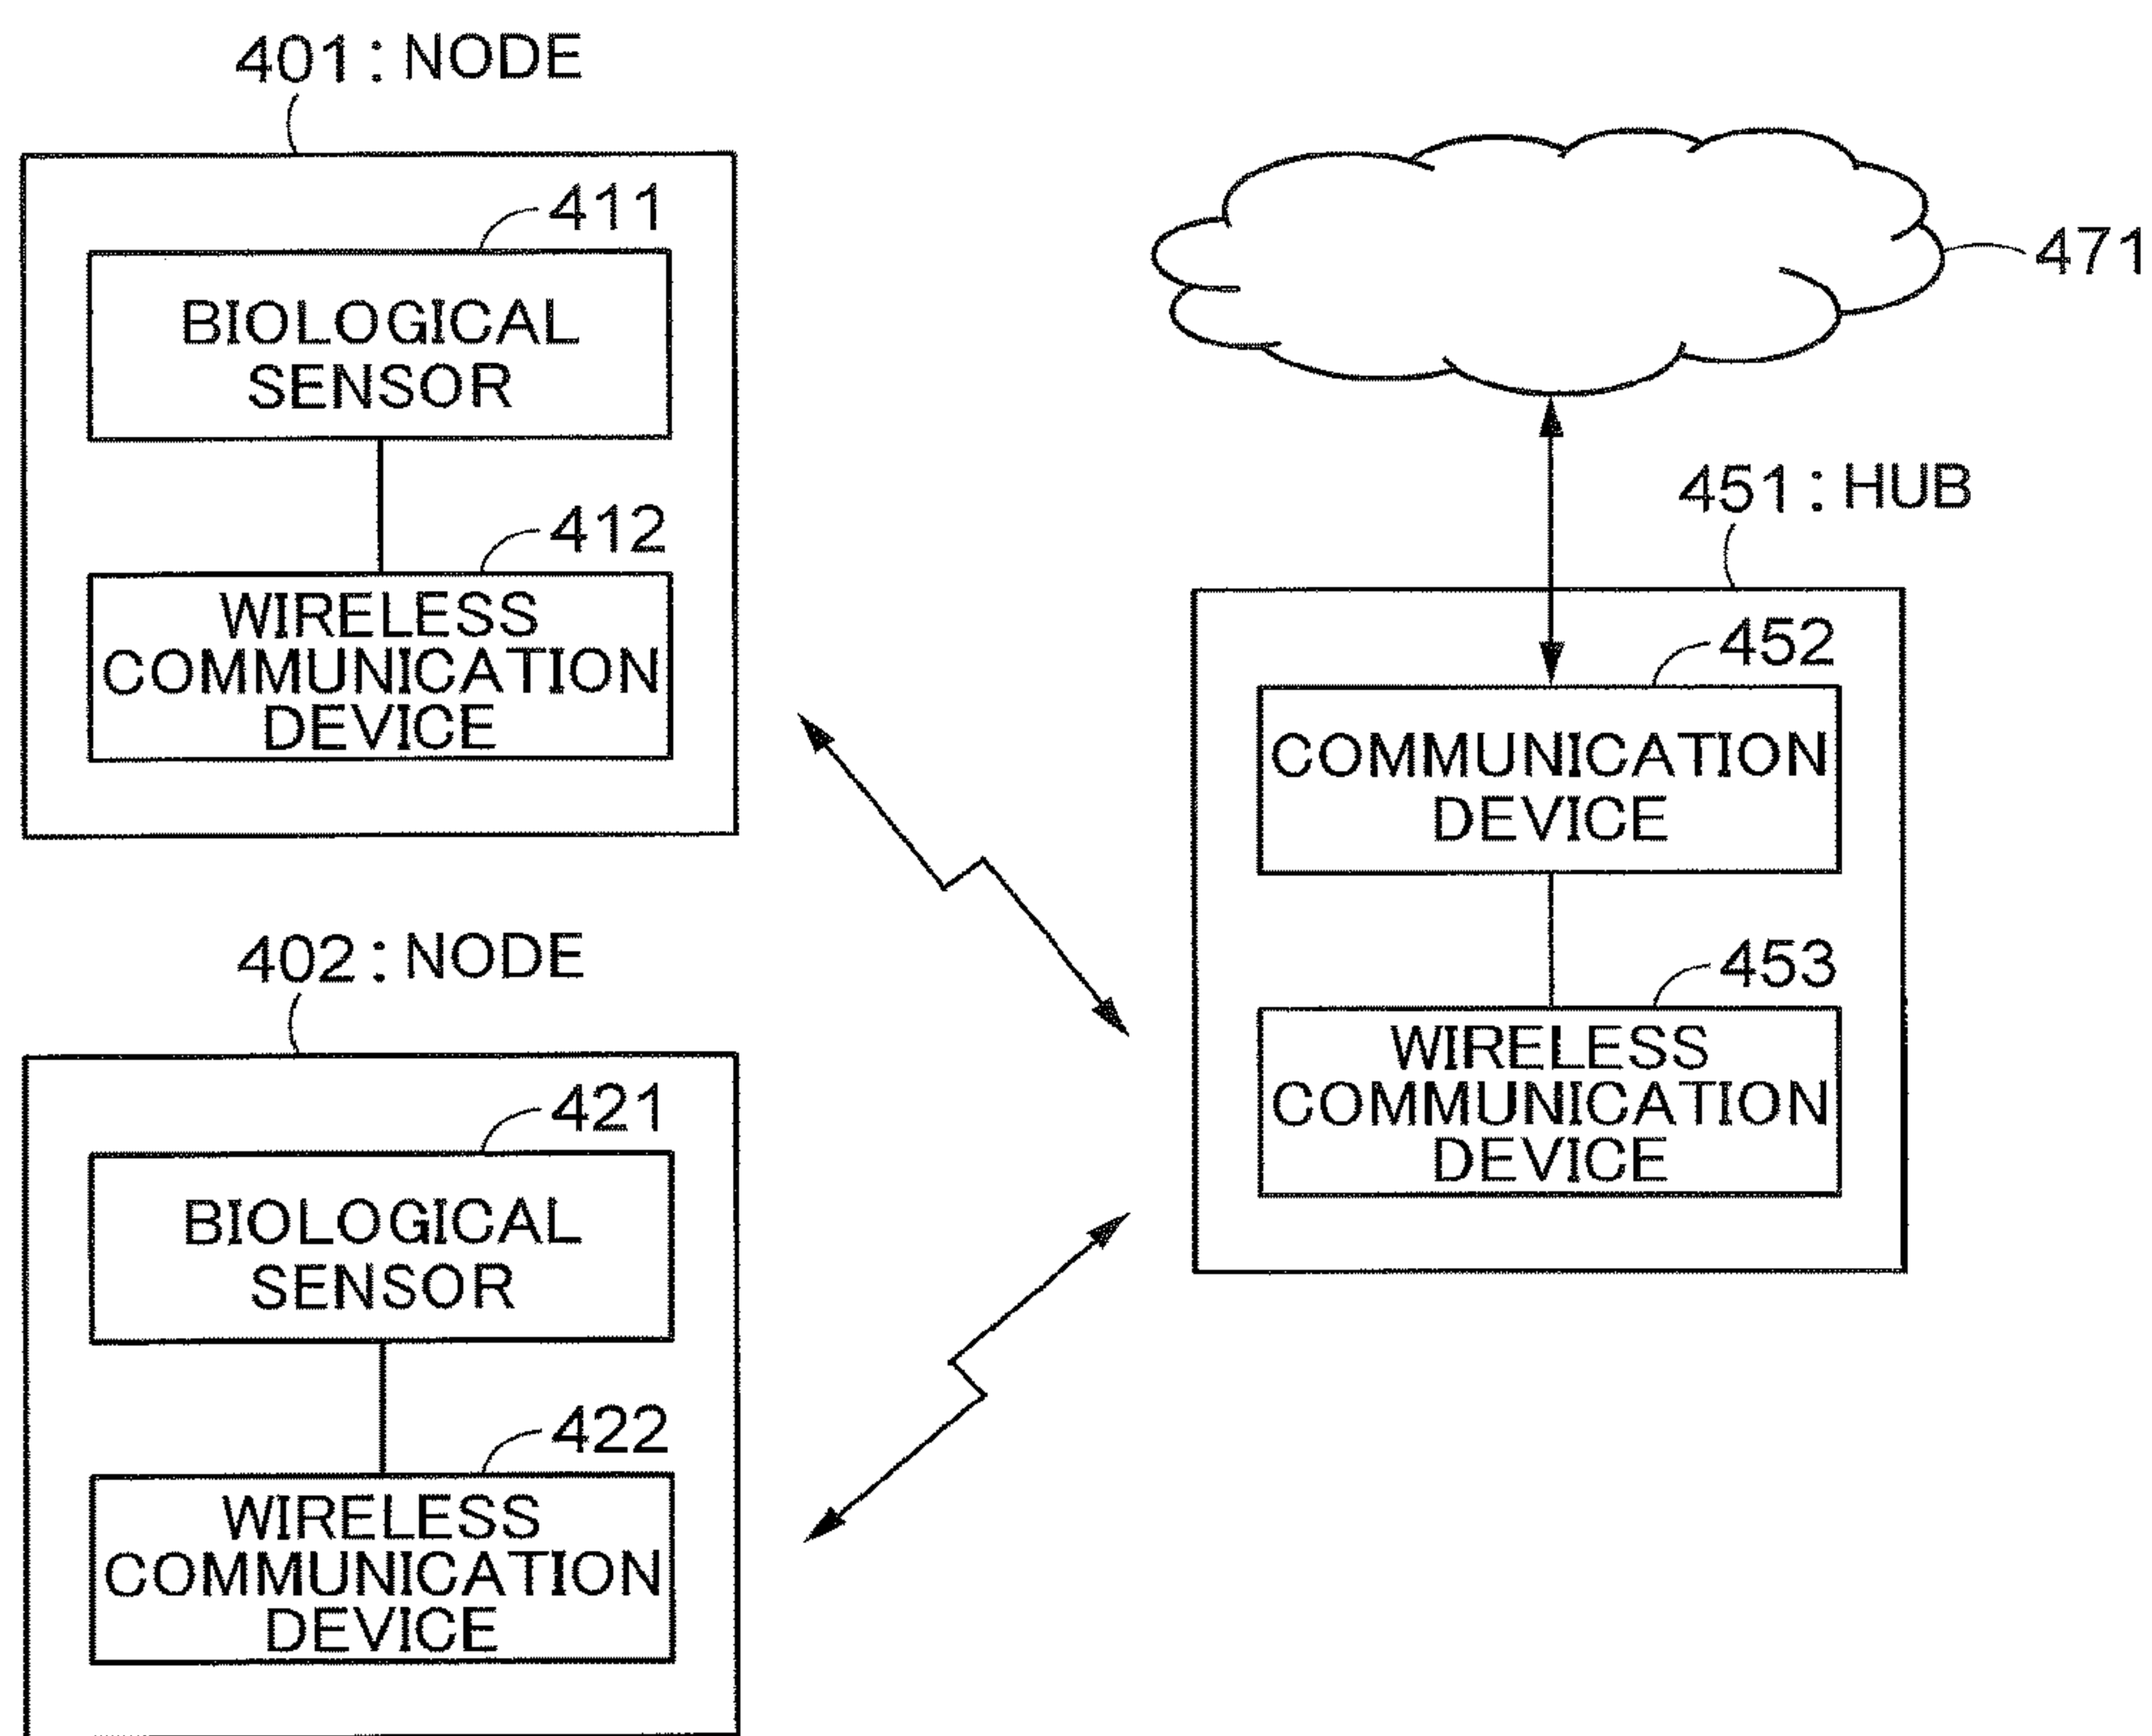 401 : NODE
411
BIOLOGICAL
SENSOR
412
WIRELESS
COMMUNICATION
DEVICE
402 : NODE
421
BIOLOGICAL
SENSOR
422
WIRELESS
COMMUNICATION
DEVICE
471
451 : HUB
452
COMMUNICATION
DEVICE
453
WIRELESS
COMMUNICATION
DEVICE